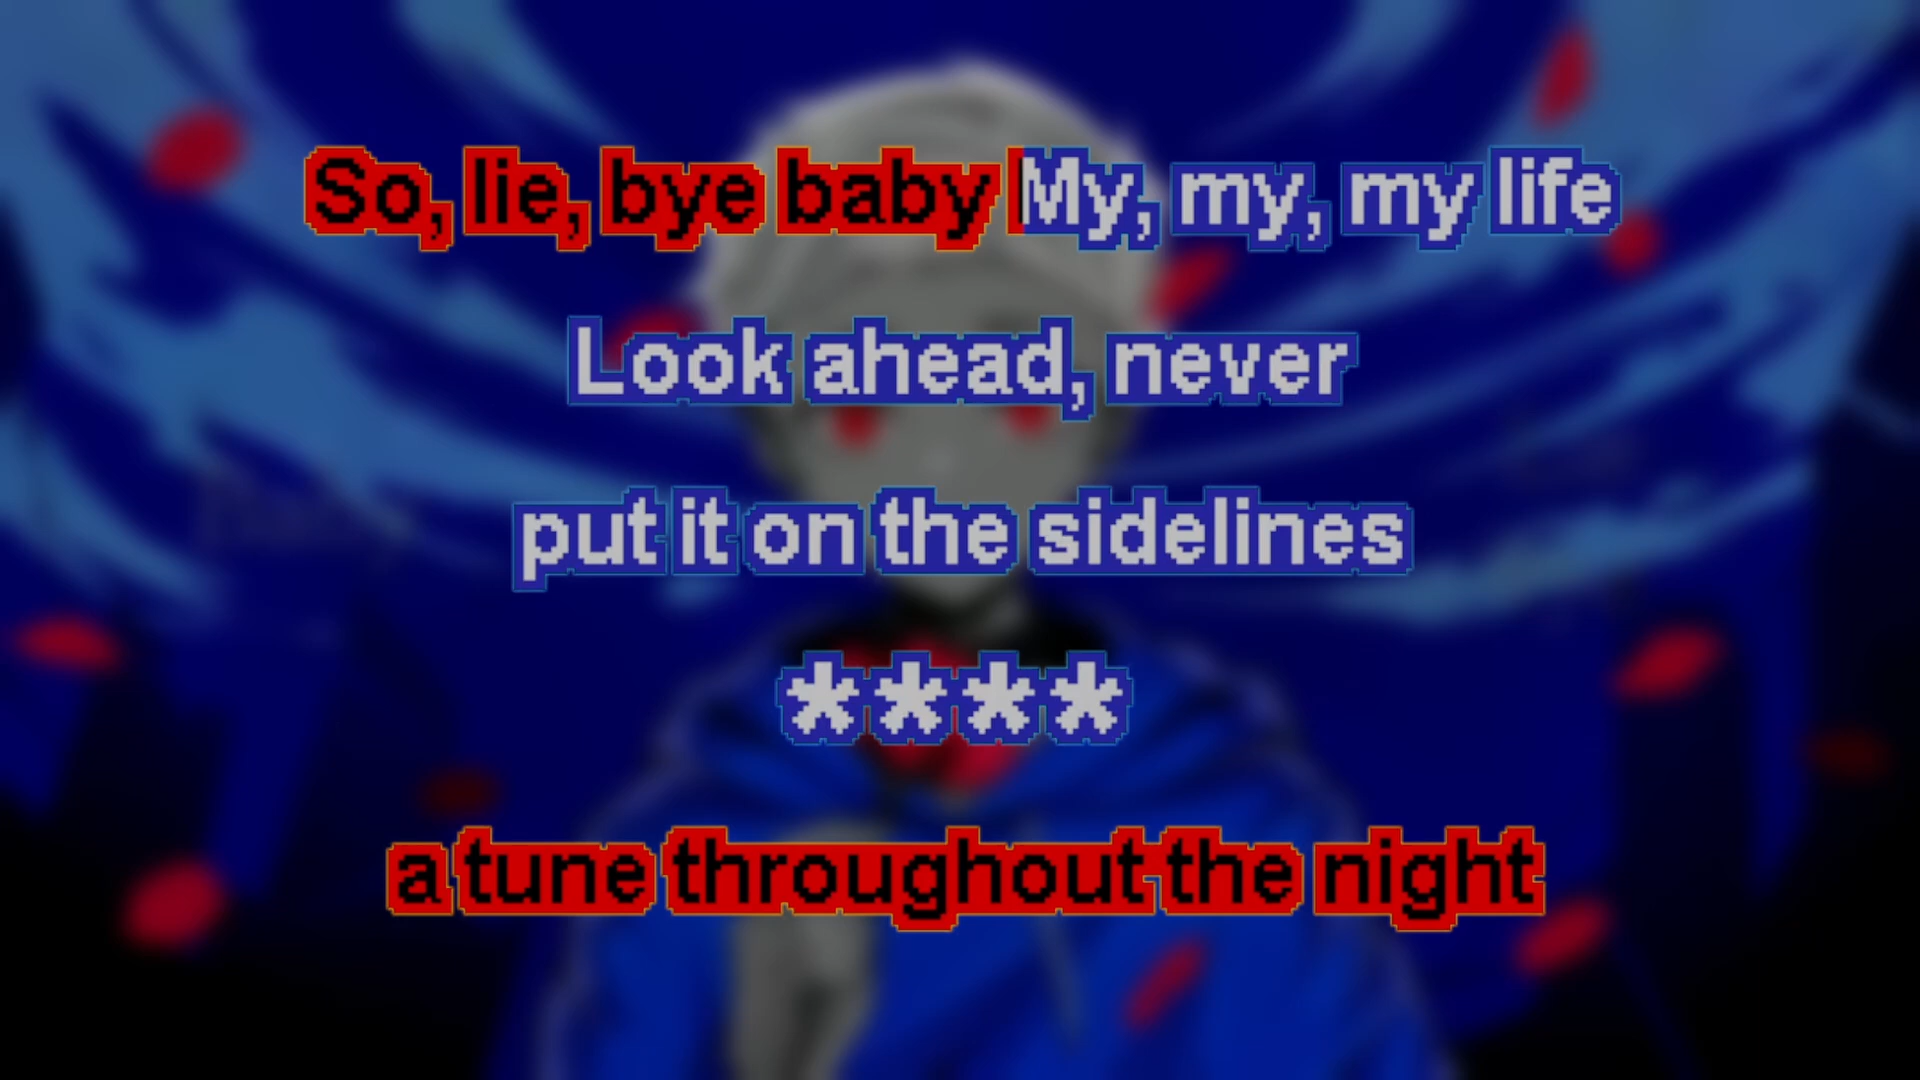 So, lie, bye baby My, my, my life
Look ahead, never
put it on the sidelines
****
a tune throughout the night